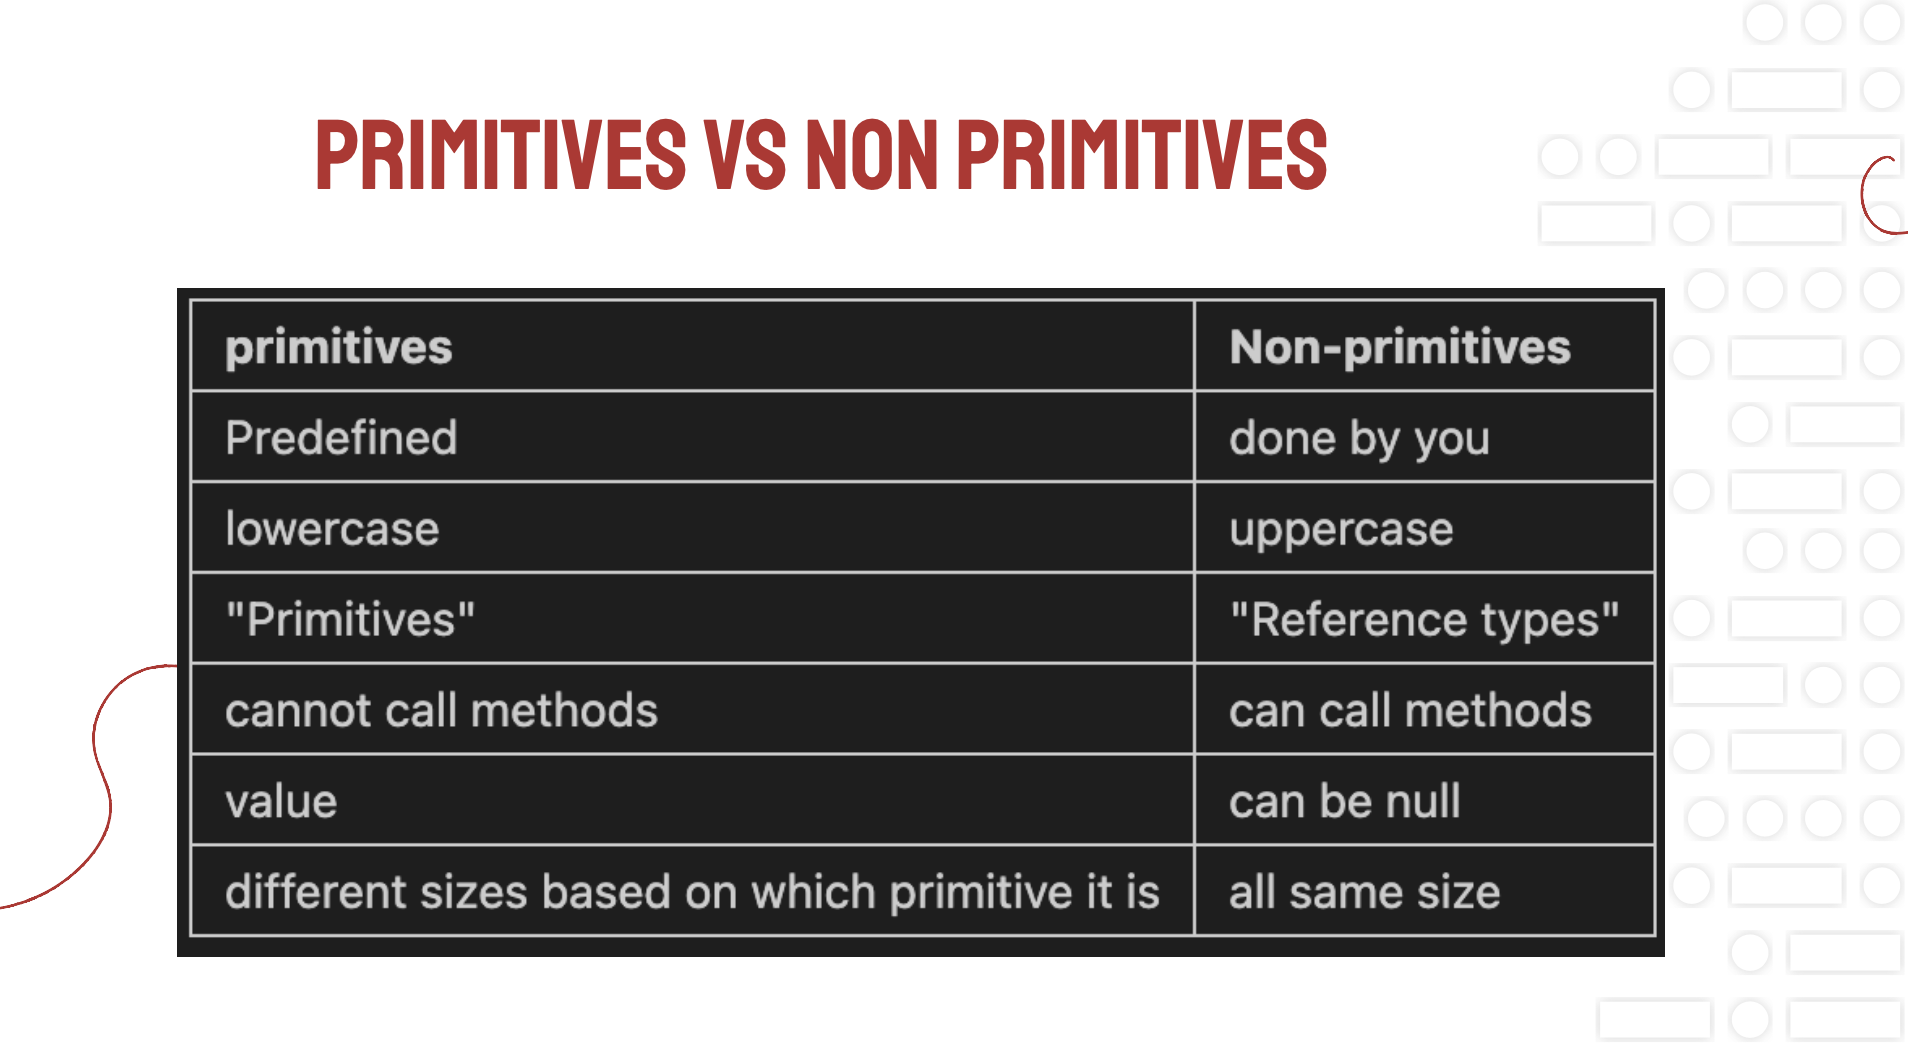 PRIMITIVES VS NON PRIMITIVES
primitives
Non-primitives
Predefined
done by you
lowercase
uppercase
"Primitives"
"Reference types"
cannot call methods
can call methods
value
can be null
different sizes based on which primitive it is
all same size